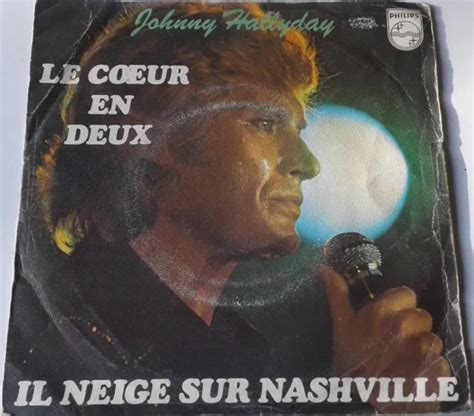 Johnny Hallyday
PHILIPS
LE CŒUR
EN
DEUX
IL NEIGE SUR NASHVILLE